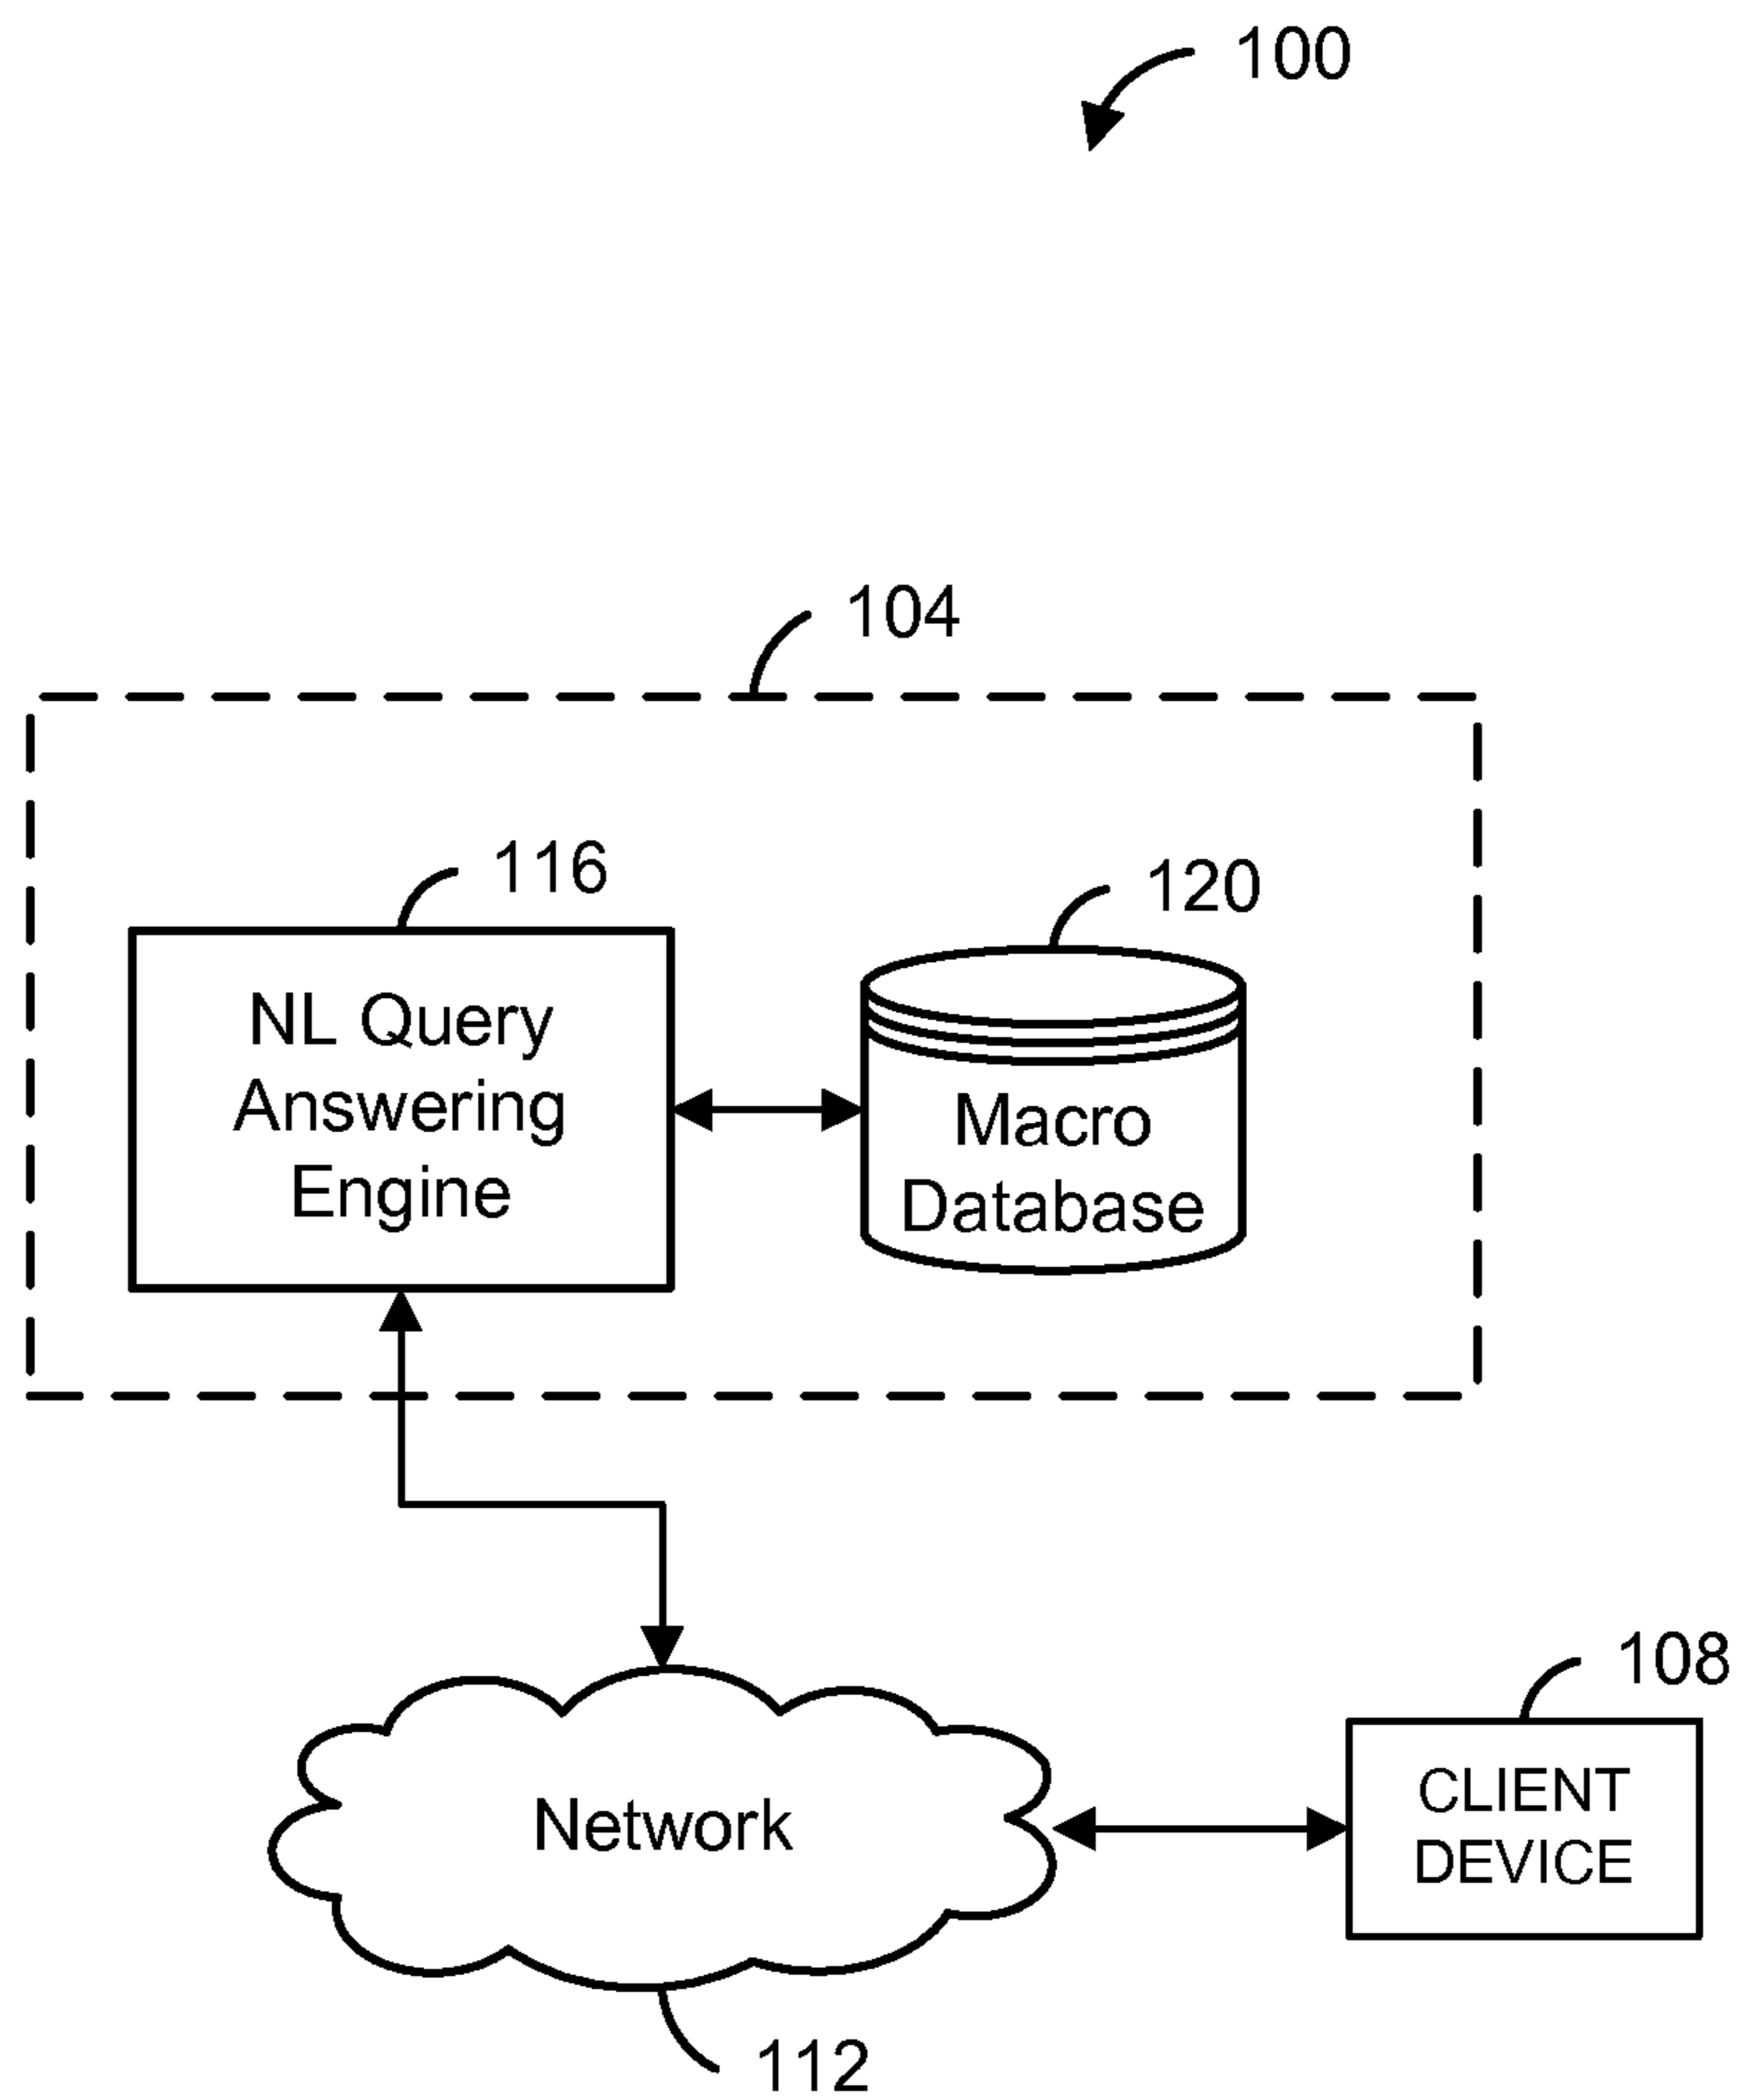 100
104
116
120
NL Query
Answering
Engine
Macro
Database
108
CLIENT
DEVICE
Network
112